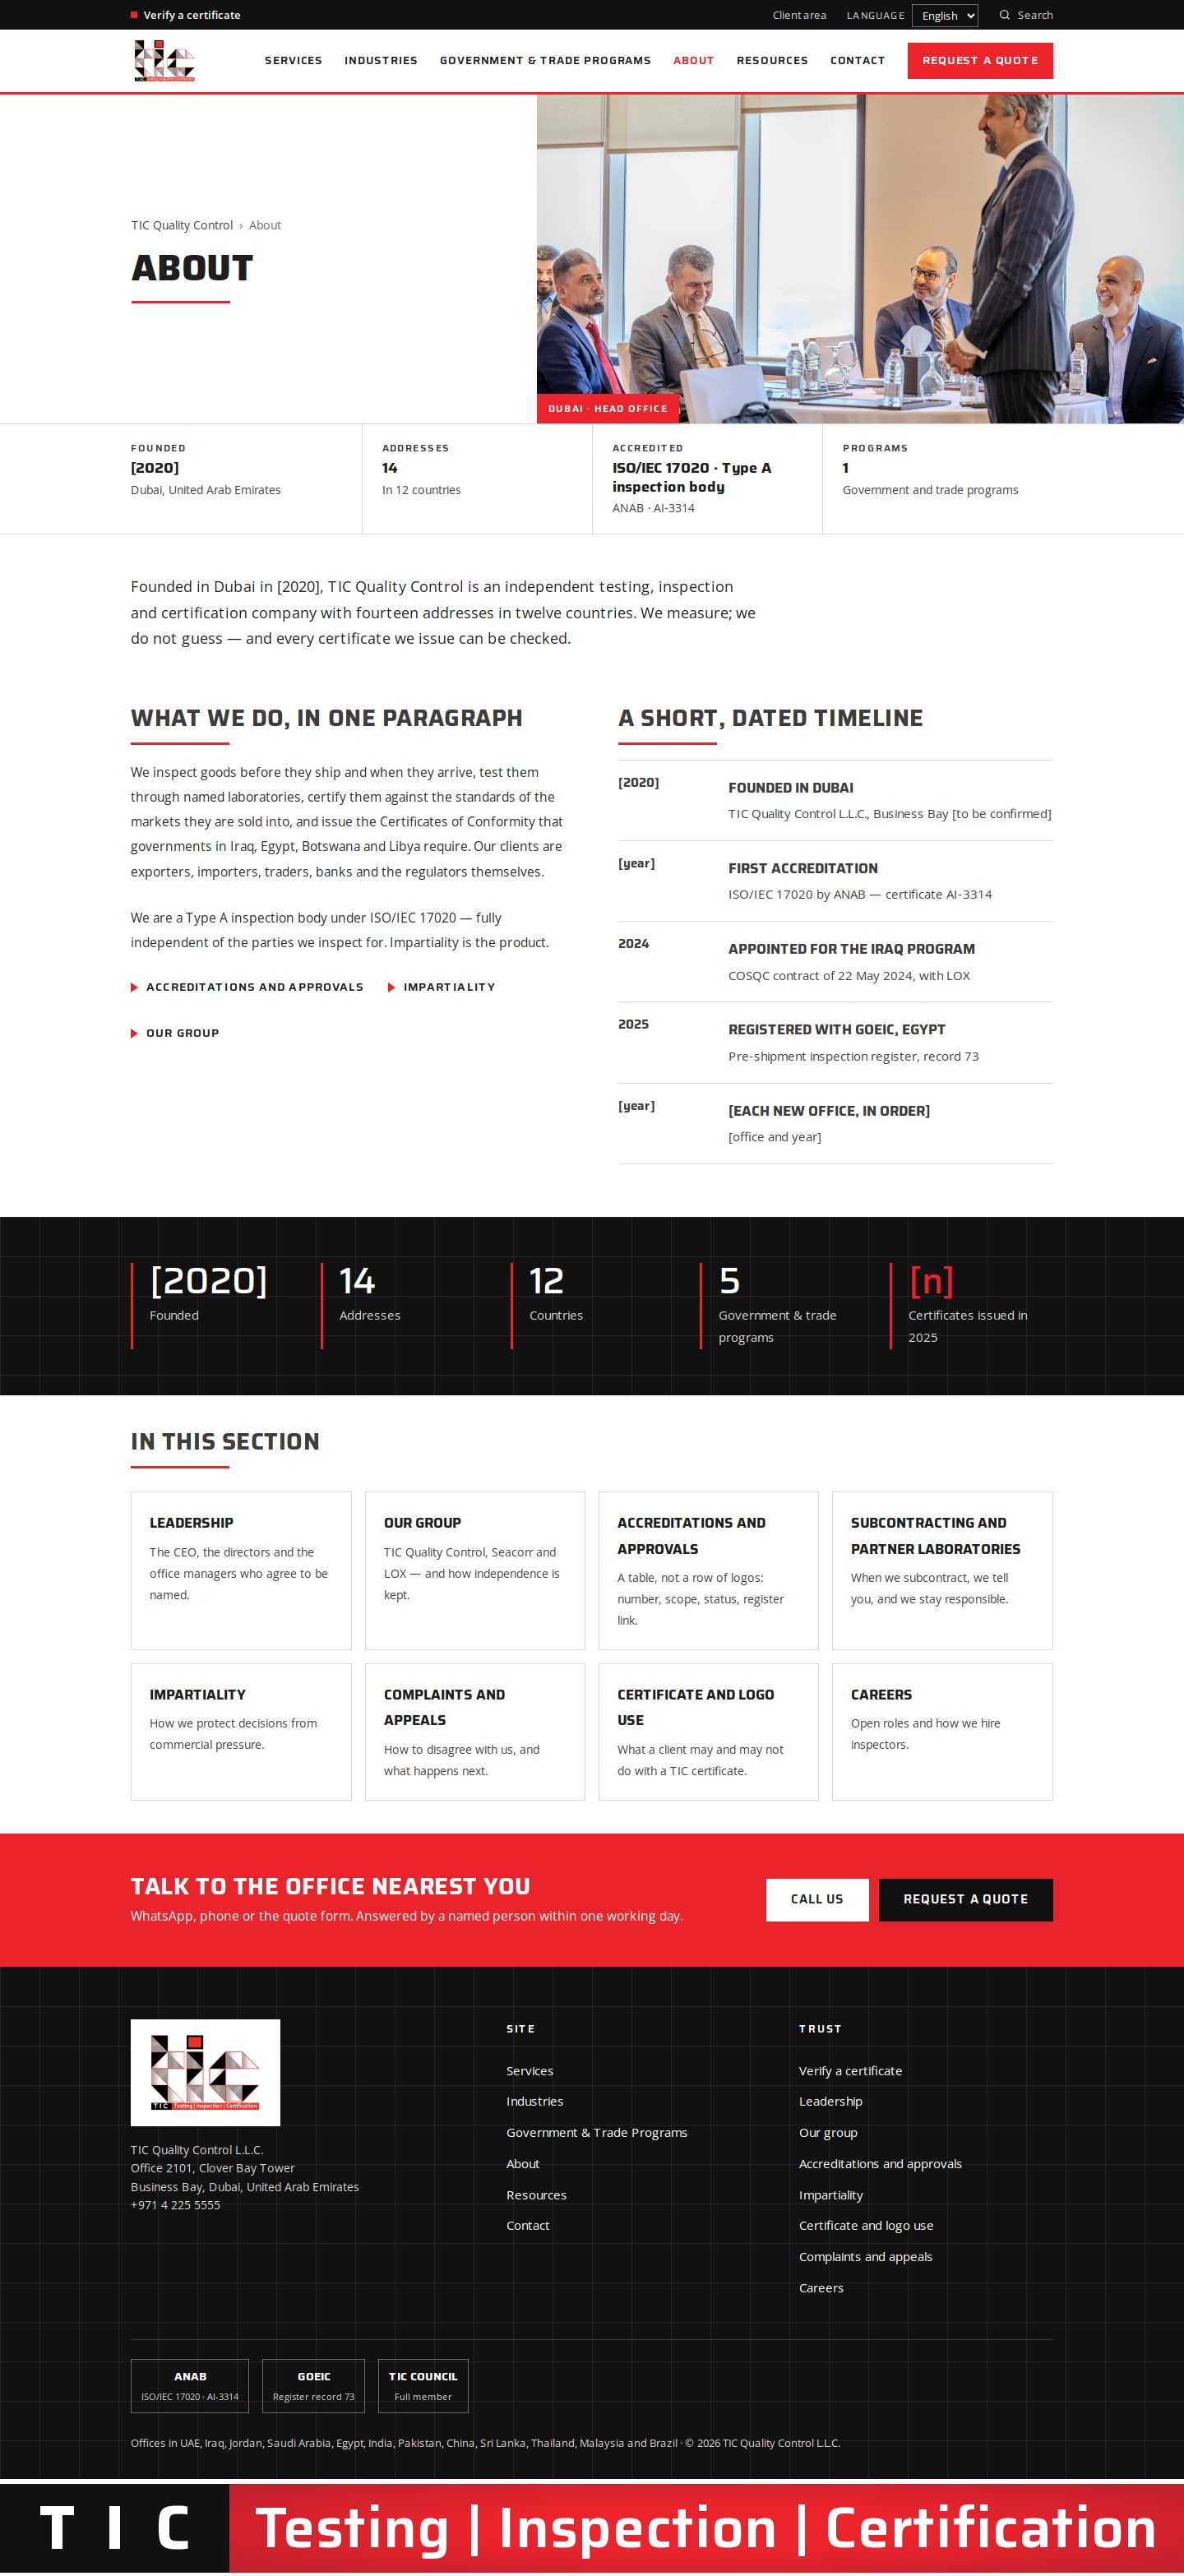 Verify a certificate
Client area
LANGUAGE English
Search
tic
SERVICES
INDUSTRIES
GOVERNMENT & TRADE PROGRAMS
ABOUT
RESOURCES
CONTACT
REQUEST A QUOTE
TIC Quality Control › About
ABOUT
DUBAI · HEAD OFFICE
FOUNDED
[2020]
Dubai, United Arab Emirates
ADDRESSES
14
In 12 countries
ACCREDITED
ISO/IEC 17020 · Type A
inspection body
ANAB · AI-3314
PROGRAMS
1
Government and trade programs
Founded in Dubai in [2020], TIC Quality Control is an independent testing, inspection
and certification company with fourteen addresses in twelve countries. We measure; we
do not guess — and every certificate we issue can be checked.
WHAT WE DO, IN ONE PARAGRAPH
We inspect goods before they ship and when they arrive, test them
through named laboratories, certify them against the standards of the
markets they are sold into, and issue the Certificates of Conformity that
governments in Iraq, Egypt, Botswana and Libya require. Our clients are
exporters, importers, traders, banks and the regulators themselves.
We are a Type A inspection body under ISO/IEC 17020 — fully
independent of the parties we inspect for. Impartiality is the product.
ACCREDITATIONS AND APPROVALS
IMPARTIALITY
OUR GROUP
A SHORT, DATED TIMELINE
[2020]
FOUNDED IN DUBAI
TIC Quality Control L.L.C., Business Bay [to be confirmed]
[year]
FIRST ACCREDITATION
ISO/IEC 17020 by ANAB — certificate AI-3314
2024
APPOINTED FOR THE IRAQ PROGRAM
COSQC contract of 22 May 2024, with LOX
2025
REGISTERED WITH GOEIC, EGYPT
Pre-shipment inspection register, record 73
[year]
[EACH NEW OFFICE, IN ORDER]
[office and year]
[2020]
Founded
14
Addresses
12
Countries
5
Government & trade
programs
[n]
Certificates issued in
2025
IN THIS SECTION
LEADERSHIP
The CEO, the directors and the
office managers who agree to be
named.
OUR GROUP
TIC Quality Control, Seacorr and
LOX — and how independence is
kept.
ACCREDITATIONS AND
APPROVALS
A table, not a row of logos:
number, scope, status, register
link.
SUBCONTRACTING AND
PARTNER LABORATORIES
When we subcontract, we tell
you, and we stay responsible.
IMPARTIALITY
How we protect decisions from
commercial pressure.
COMPLAINTS AND
APPEALS
How to disagree with us, and
what happens next.
CERTIFICATE AND LOGO
USE
What a client may and may not
do with a TIC certificate.
CAREERS
Open roles and how we hire
inspectors.
TALK TO THE OFFICE NEAREST YOU
WhatsApp, phone or the quote form. Answered by a named person within one working day.
CALL US
REQUEST A QUOTE
tic
TIC Testing | Inspection | Certification
TIC Quality Control L.L.C.
Office 2101, Clover Bay Tower
Business Bay, Dubai, United Arab Emirates
+971 4 225 5555
SITE
Services
Industries
Government & Trade Programs
About
Resources
Contact
TRUST
Verify a certificate
Leadership
Our group
Accreditations and approvals
Impartiality
Certificate and logo use
Complaints and appeals
Careers
ANAB
ISO/IEC 17020 · AI-3314
GOEIC
Register record 73
TIC COUNCIL
Full member
Offices in UAE, Iraq, Jordan, Saudi Arabia, Egypt, India, Pakistan, China, Sri Lanka, Thailand, Malaysia and Brazil · © 2026 TIC Quality Control L.L.C.
TIC Testing | Inspection | Certification